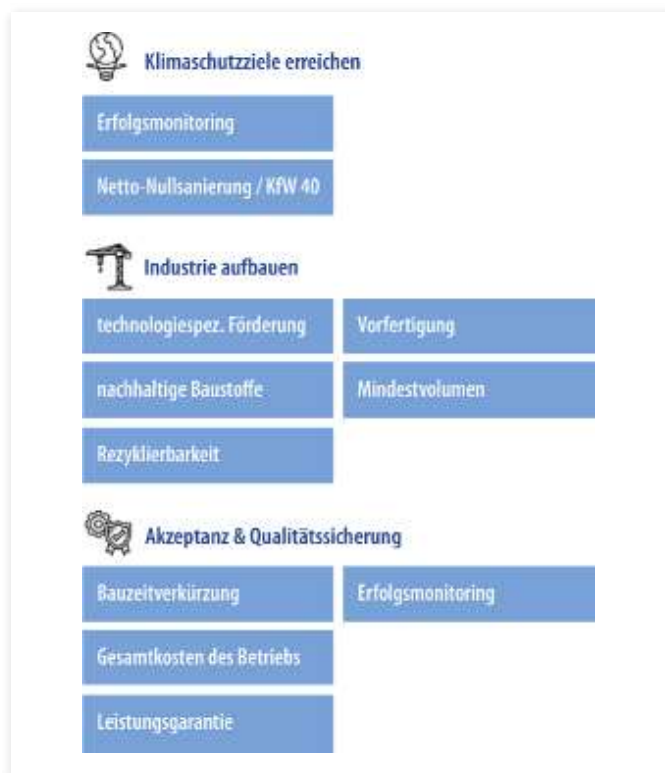 Klimaschutzziele erreichen
Erfolgsmonitoring
Netto-Nullsanierung / KfW 40
Industrie aufbauen
technologiespez. Förderung
Vorfertigung
nachhaltige Baustoffe
Mindestvolumen
Rezyklierbarkeit
Akzeptanz & Qualitätssicherung
Bauzeitverkürzung
Erfolgsmonitoring
Gesamtkosten des Betriebs
Leistungsgarantie